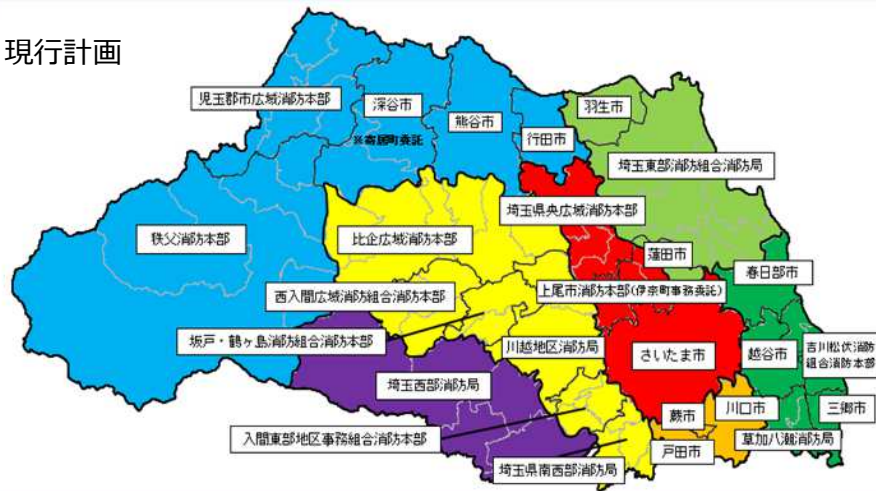 現行計画
児玉郡市広域消防本部
深谷市
※寄居町委託
熊谷市
行田市
羽生市
埼玉東部消防組合消防局
埼玉県央広域消防本部
秩父消防本部
比企広域消防本部
蓮田市
春日部市
西入間広域消防組合消防本部
上尾市消防本部(伊奈町事務委託)
坂戸・鶴ヶ島消防組合消防本部
川越地区消防局
さいたま市
越谷市
吉川松伏消防
組合消防本部
埼玉西部消防局
蕨市
川口市
三郷市
入間東部地区事務組合消防本部
戸田市
草加八潮消防局
埼玉県南西部消防局